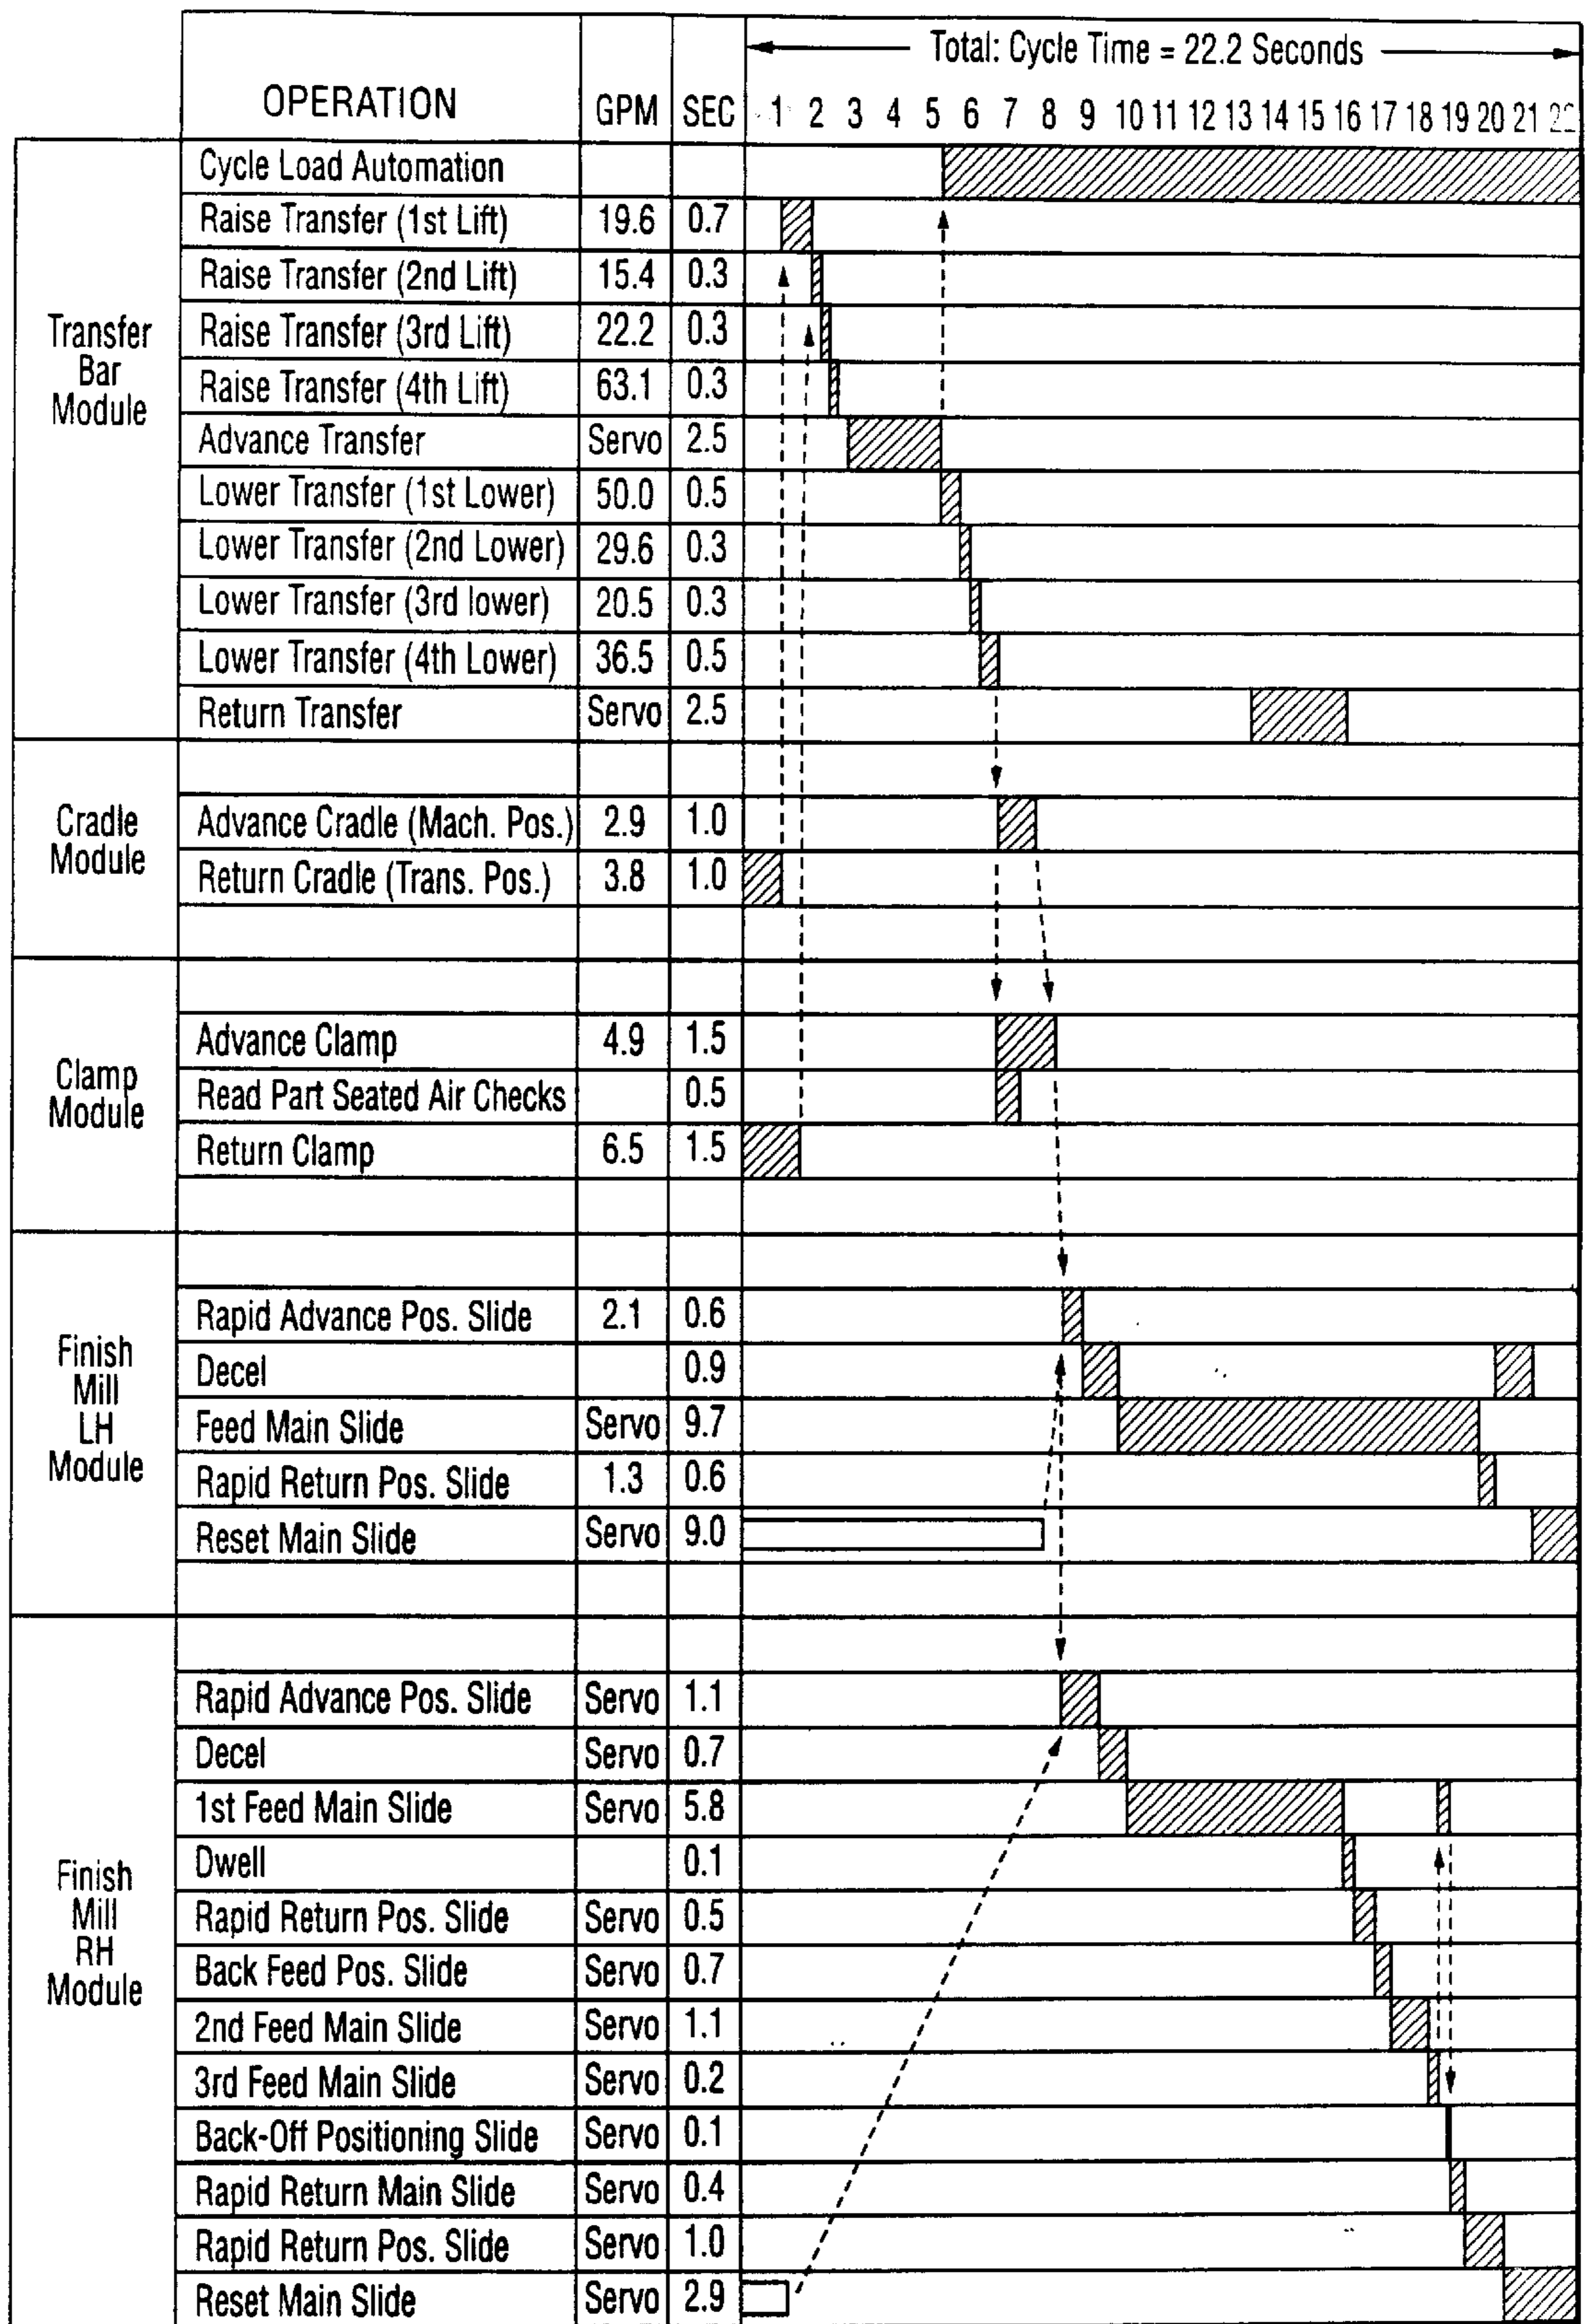 Total: Cycle Time = 22.2 Seconds
OPERATION GPM SEC 1 2 3 4 5 6 7 8 9 10 11 12 13 14 15 16 17 18 19 20 21 22
Transfer
Bar
Module
Cycle Load Automation
Raise Transfer (1st Lift) 19.6 0.7
Raise Transfer (2nd Lift) 15.4 0.3
Raise Transfer (3rd Lift) 22.2 0.3
Raise Transfer (4th Lift) 63.1 0.3
Advance Transfer Servo 2.5
Lower Transfer (1st Lower) 50.0 0.5
Lower Transfer (2nd Lower) 29.6 0.3
Lower Transfer (3rd lower) 20.5 0.3
Lower Transfer (4th Lower) 36.5 0.5
Return Transfer Servo 2.5
Cradle
Module
Advance Cradle (Mach. Pos.) 2.9 1.0
Return Cradle (Trans. Pos.) 3.8 1.0
Clamp
Module
Advance Clamp 4.9 1.5
Read Part Seated Air Checks 0.5
Return Clamp 6.5 1.5
Finish
Mill
LH
Module
Rapid Advance Pos. Slide 2.1 0.6
Decel 0.9
Feed Main Slide Servo 9.7
Rapid Return Pos. Slide 1.3 0.6
Reset Main Slide Servo 9.0
Finish
Mill
RH
Module
Rapid Advance Pos. Slide Servo 1.1
Decel Servo 0.7
1st Feed Main Slide Servo 5.8
Dwell 0.1
Rapid Return Pos. Slide Servo 0.5
Back Feed Pos. Slide Servo 0.7
2nd Feed Main Slide Servo 1.1
3rd Feed Main Slide Servo 0.2
Back-Off Positioning Slide Servo 0.1
Rapid Return Main Slide Servo 0.4
Rapid Return Pos. Slide Servo 1.0
Reset Main Slide Servo 2.9